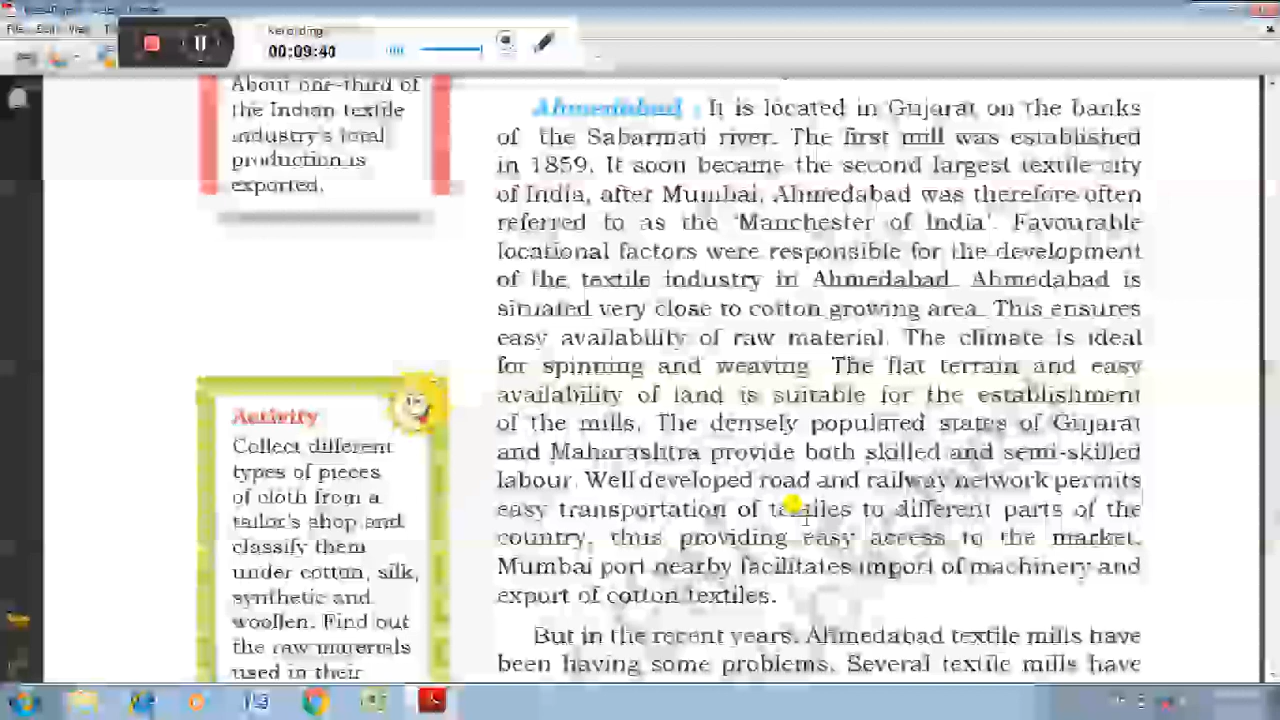 Recording
00:09:40
About one-third of
the Indian textile
industry's total
production is
exported.
Ahmedabad : It is located in Gujarat on the banks
of the Sabarmati river. The first mill was established
in 1859. It soon became the second largest textile city
of India, after Mumbai. Ahmedabad was therefore often
referred to as the 'Manchester of India'. Favourable
locational factors were responsible for the development
of the textile industry in Ahmedabad. Ahmedabad is
situated very close to cotton growing area. This ensures
easy availability of raw material. The climate is ideal
for spinning and weaving. The flat terrain and easy
availability of land is suitable for the establishment
of the mills. The densely populated states of Gujarat
and Maharashtra provide both skilled and semi-skilled
labour. Well developed road and railway network permits
easy transportation of textiles to different parts of the
country, thus providing easy access to the market.
Mumbai port nearby facilitates import of machinery and
export of cotton textiles.
But in the recent years, Ahmedabad textile mills have
been having some problems. Several textile mills have
Activity
Collect different
types of pieces
of cloth from a
tailor's shop and
classify them
under cotton, silk,
synthetic and
woollen. Find out
the raw materials
used in their